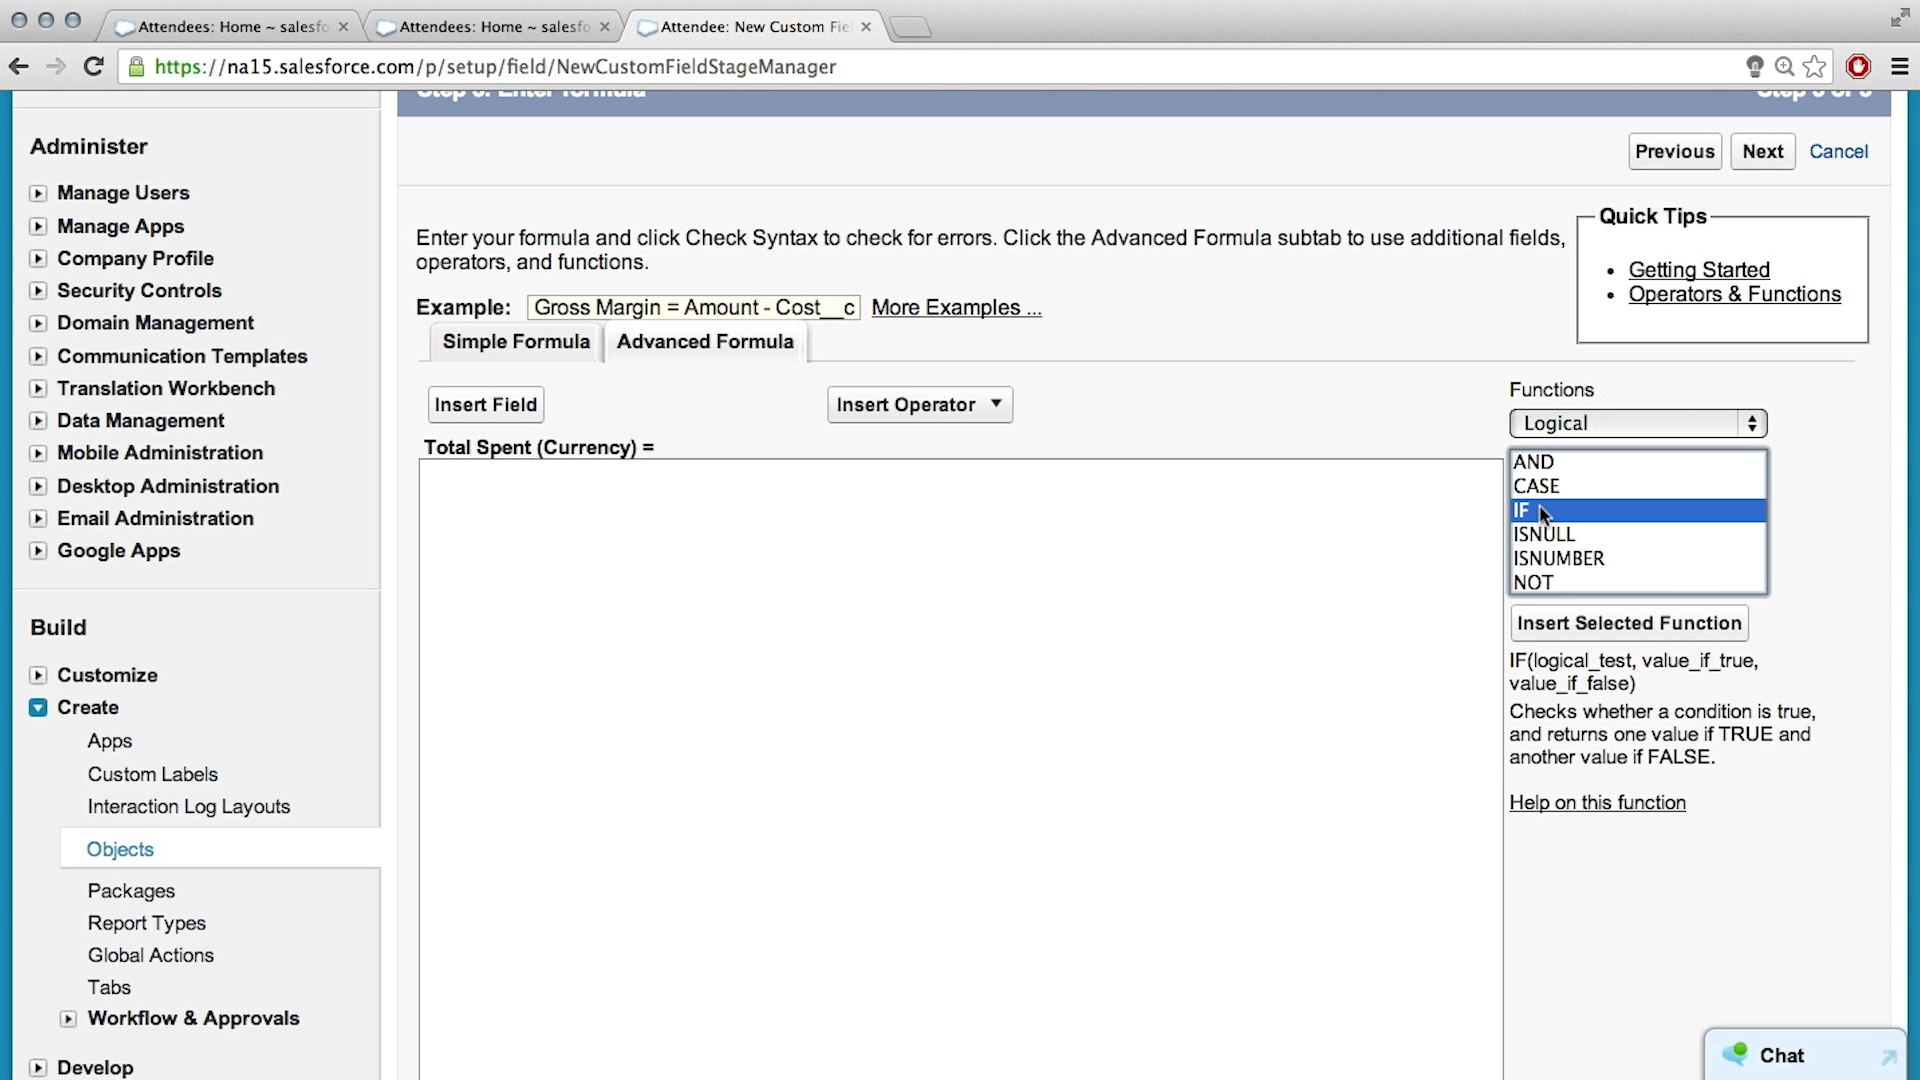 Attendees: Home ~ salesfo
Attendees: Home ~ salesfo
Attendee: New Custom Fie
https://na15.salesforce.com/p/setup/field/NewCustomFieldStageManager
Administer
Manage Users
Manage Apps
Company Profile
Security Controls
Domain Management
Communication Templates
Translation Workbench
Data Management
Mobile Administration
Desktop Administration
Email Administration
Google Apps
Build
Customize
Create
Apps
Custom Labels
Interaction Log Layouts
Objects
Packages
Report Types
Global Actions
Tabs
Workflow & Approvals
Develop
Previous Next Cancel
Enter your formula and click Check Syntax to check for errors. Click the Advanced Formula subtab to use additional fields,
operators, and functions.
Quick Tips
• Getting Started
• Operators & Functions
Example: Gross Margin = Amount - Cost__c More Examples ...
Simple Formula Advanced Formula
Insert Field Insert Operator
Total Spent (Currency) =
Functions
Logical
AND
CASE
IF
ISNULL
ISNUMBER
NOT
Insert Selected Function
IF(logical_test, value_if_true,
value_if_false)
Checks whether a condition is true,
and returns one value if TRUE and
another value if FALSE.
Help on this function
Chat